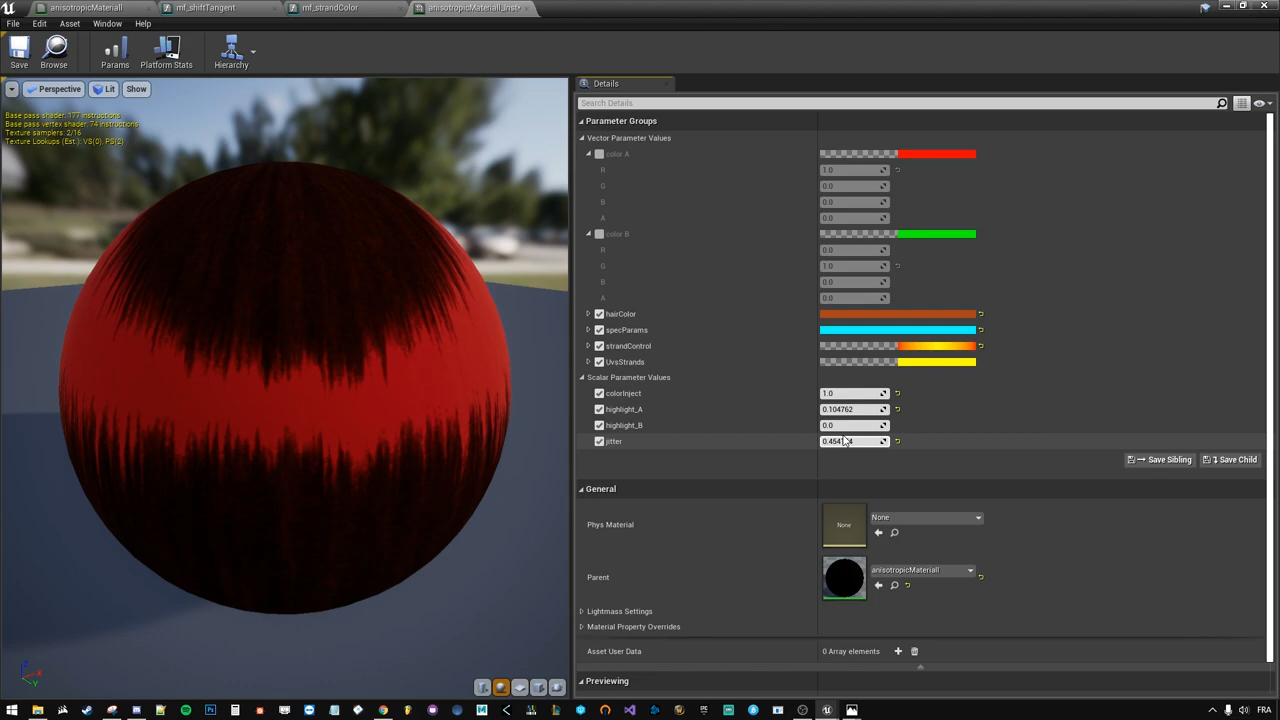 anisotropicMateriall
mf_shiftTangent
mf_strandColor
anisotropicMateriall_Inst*
File Edit Asset Window Help
Save Browse Params Platform Stats Hierarchy
Perspective Lit Show
Base pass shader: 177 instructions
Base pass vertex shader: 74 instructions
Texture samplers: 2/16
Texture Lookups (Est.): VS(0), PS(2)
Details
Search Details
Parameter Groups
Vector Parameter Values
color A
R 1.0
G 0.0
B 0.0
A 0.0
color B
R 0.0
G 1.0
B 0.0
A 0.0
hairColor
specParams
strandControl
UvsStrands
Scalar Parameter Values
colorInject 1.0
highlight_A 0.104762
highlight_B 0.0
jitter
Save Sibling Save Child
General
Phys Material None None
Parent anisotropicMateriall
Lightmass Settings
Material Property Overrides
Asset User Data 0 Array elements
Previewing
FRA